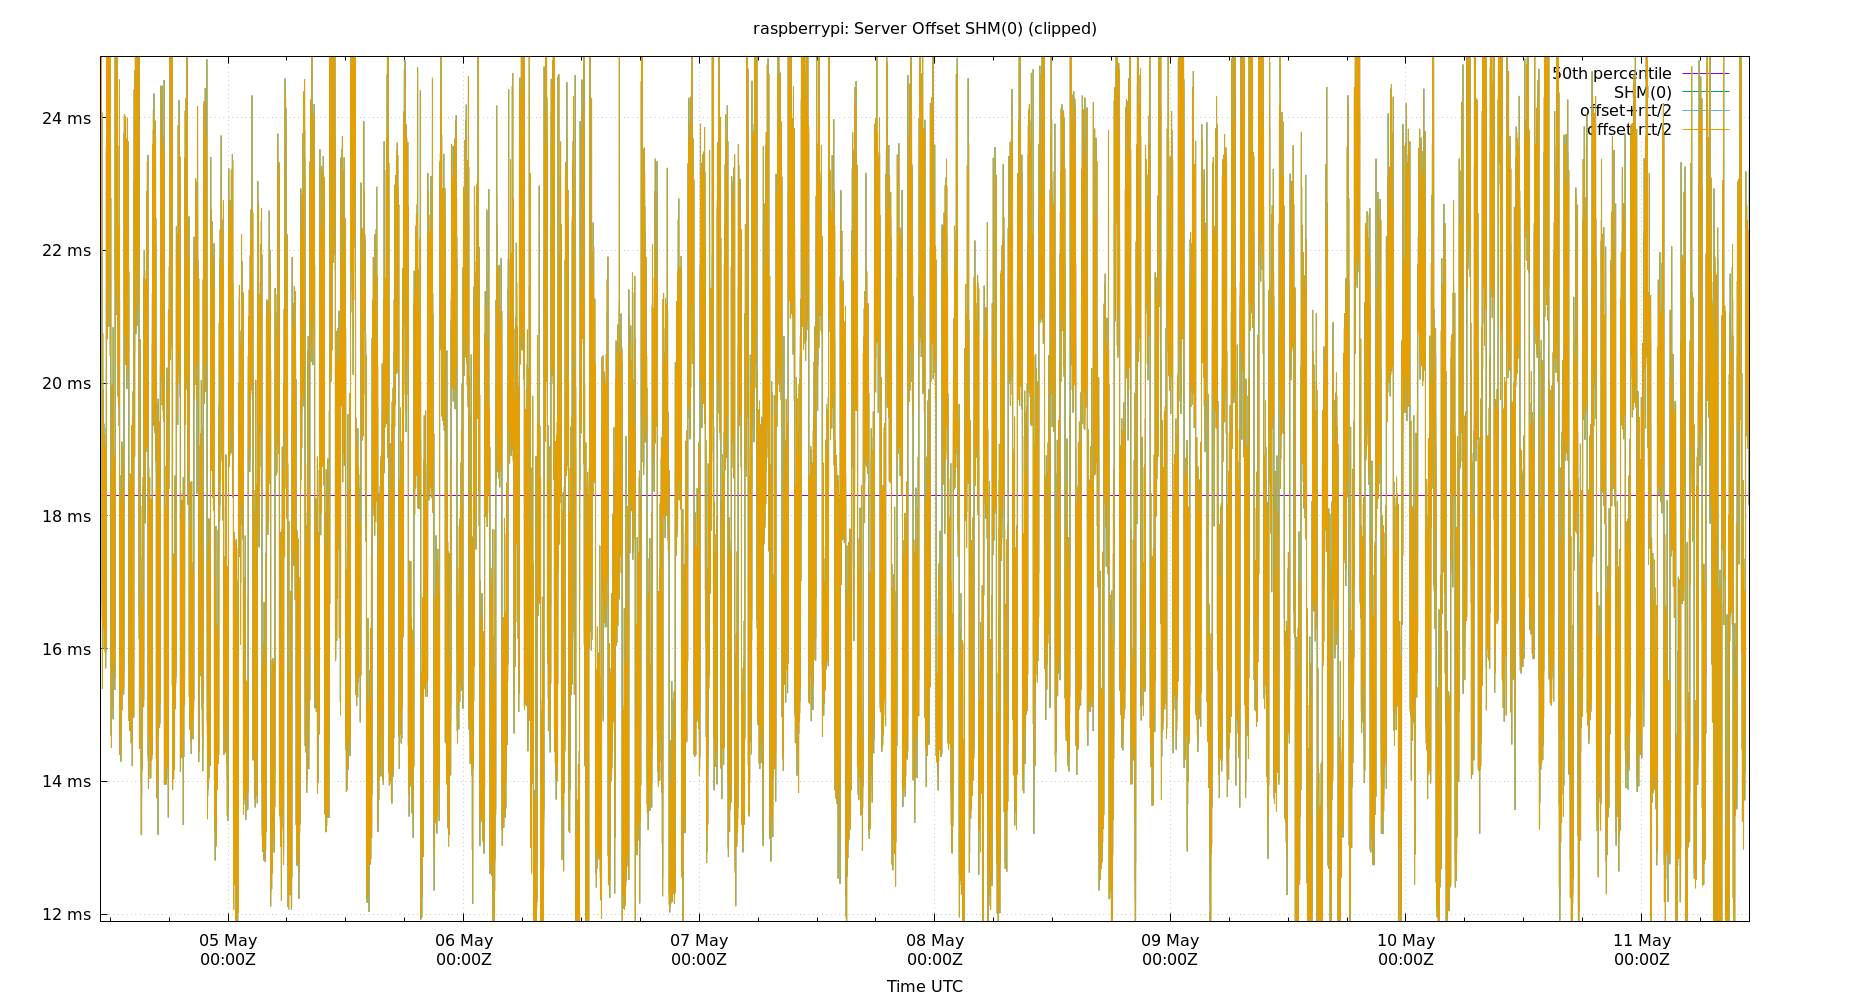 raspberrypi: Server Offset SHM(0) (clipped)
50th percentile
SHM(0)
offset+rtt/2
offset-rtt/2
24 ms
22 ms
20 ms
18 ms
16 ms
14 ms
12 ms
05 May
00:00Z
06 May
00:00Z
07 May
00:00Z
08 May
00:00Z
09 May
00:00Z
10 May
00:00Z
11 May
00:00Z
Time UTC